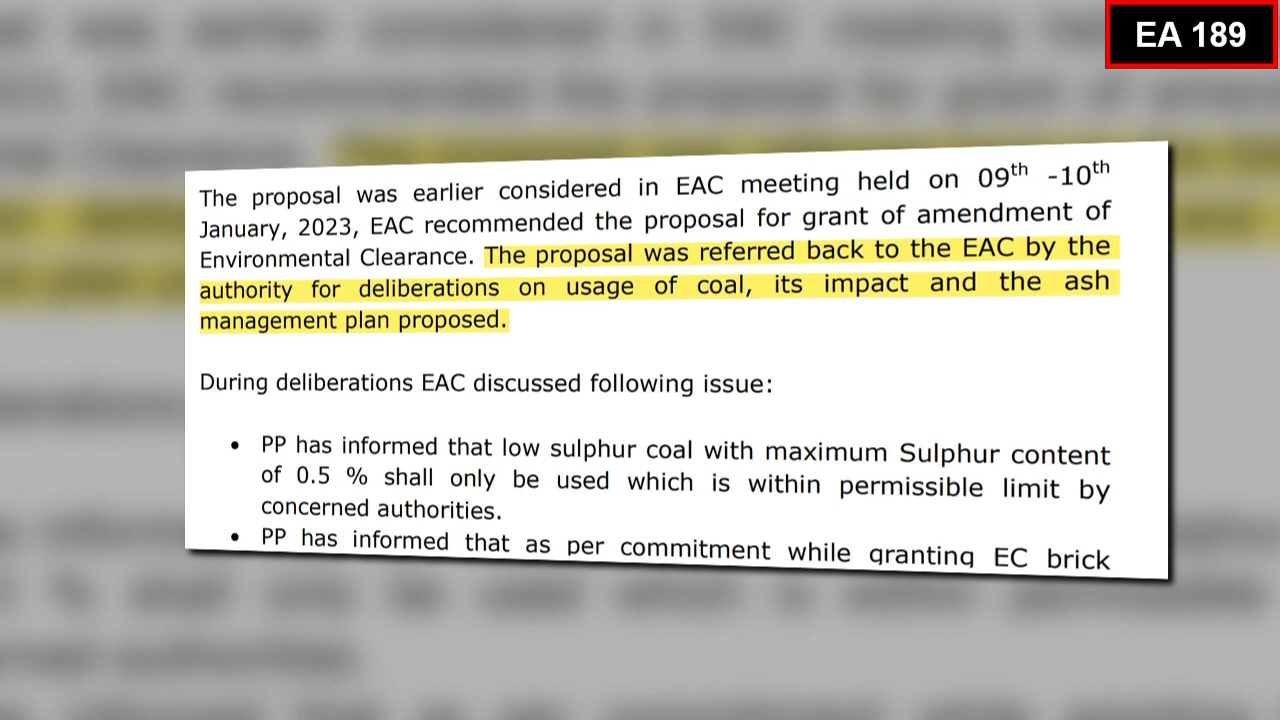 EA 189
The proposal was earlier considered in EAC meeting held on 09th -10th
January, 2023, EAC recommended the proposal for grant of amendment of
Environmental Clearance. The proposal was referred back to the EAC by the
authority for deliberations on usage of coal, its impact and the ash
management plan proposed.
During deliberations EAC discussed following issue:
• PP has informed that low sulphur coal with maximum Sulphur content
of 0.5 % shall only be used which is within permissible limit by
concerned authorities.
• PP has informed that as per commitment while granting EC brick